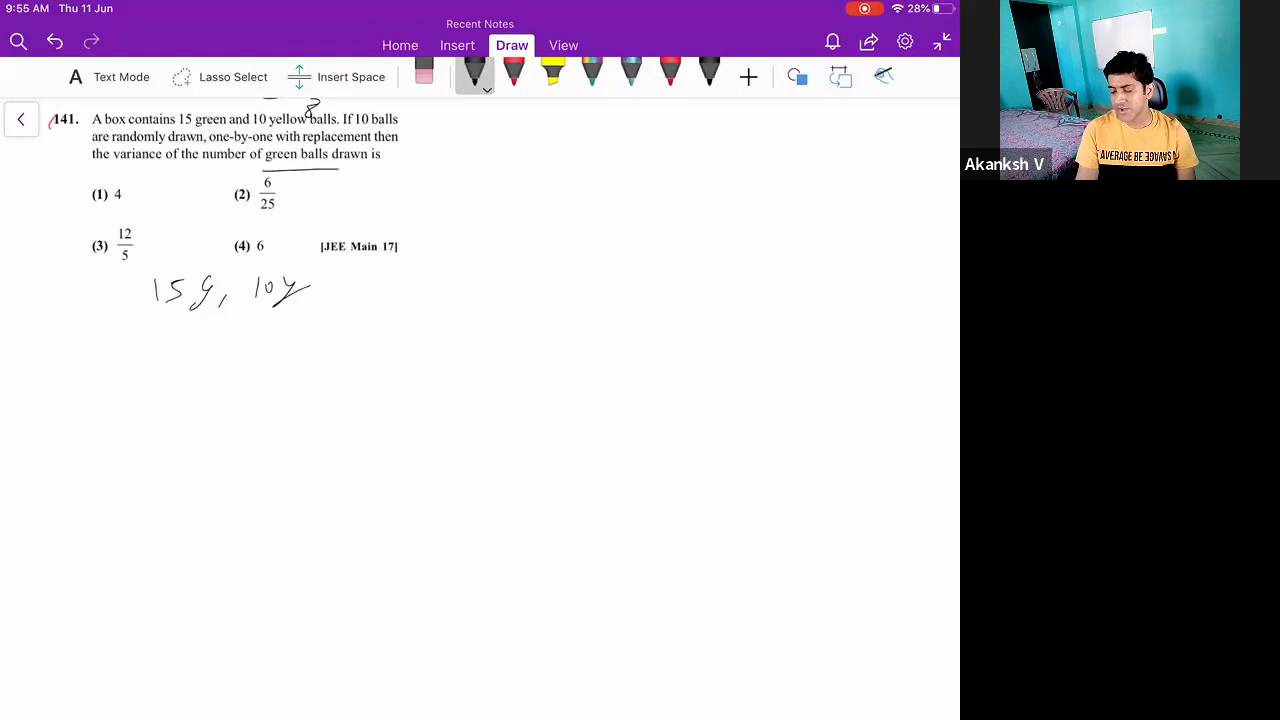 9:55 AM Thu 11 Jun
28%
Recent Notes
Home Insert Draw View
A Text Mode Lasso Select Insert Space
8
141. A box contains 15 green and 10 yellow balls. If 10 balls
are randomly drawn, one-by-one with replacement then
the variance of the number of green balls drawn is
(1) 4 (2) 6/25
(3) 12/5 (4) 6 [JEE Main 17]
15 g, 10y
Akanksh V
AVERAGE BE SAVAGE